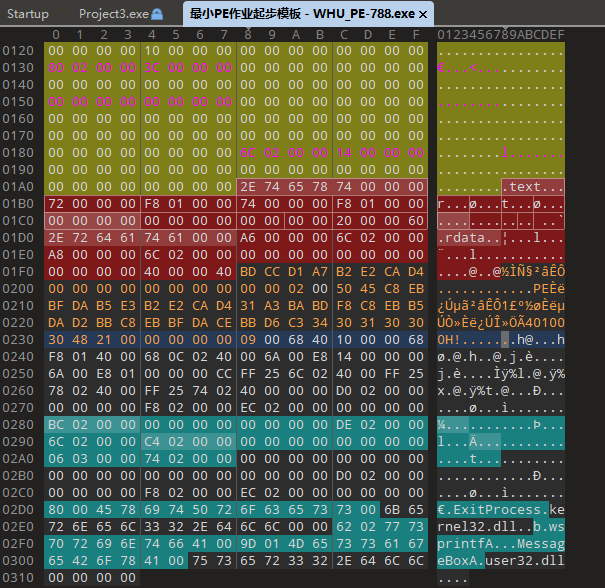 Startup Project3.exe 最小PE作业起步模板 - WHU_PE-788.exe ×
0 1 2 3 4 5 6 7 8 9 A B C D E F 0123456789ABCDEF
0120 00 00 00 00 10 00 00 00 00 00 00 00 00 00 00 00 ................
0130 00 02 00 00 3C 00 00 00 00 00 00 00 00 00 00 00 ....<...........
0140 00 00 00 00 00 00 00 00 00 00 00 00 00 00 00 00 ................
0150 00 00 00 00 00 00 00 00 00 00 00 00 00 00 00 00 ................
0160 00 00 00 00 00 00 00 00 00 00 00 00 00 00 00 00 ................
0170 00 00 00 00 00 00 00 00 00 00 00 00 00 00 00 00 ................
0180 00 00 00 00 00 00 00 00 6C 02 00 00 14 00 00 00 ........l.......
0190 00 00 00 00 00 00 00 00 00 00 00 00 00 00 00 00 ................
01A0 00 00 00 00 00 00 00 00 2E 74 65 78 74 00 00 00 .........text...
01B0 72 00 00 00 F8 01 00 00 74 00 00 00 F8 01 00 00 r...ø...t...ø...
01C0 00 00 00 00 00 00 00 00 00 00 00 00 20 00 00 60 ............ ..`
01D0 2E 72 64 61 74 61 00 00 A6 00 00 00 6C 02 00 00 .rdata..¦...l...
01E0 A8 00 00 00 6C 02 00 00 00 00 00 00 00 00 00 00 ¨...l...........
01F0 00 00 00 00 40 00 00 40 BD CC D1 A7 B2 E2 CA D4 ....@..@½ÌÑ§²âÊÔ
0200 00 00 00 00 00 00 00 00 00 00 02 00 50 45 C8 EB ............PEÈë
0210 BF DA B5 E3 B2 E2 CA D4 31 A3 BA BD F8 C8 EB B5 ¿Úµã²âÊÔ1£º½øÈëµ
0220 DA D2 BB C8 EB BF DA CE BB D6 C3 34 30 31 30 30 ÚÒ»Èë¿ÚÎ»ÖÃ40100
0230 30 48 21 00 00 00 00 00 09 00 68 40 10 00 00 68 0H!.......h@...h
0240 F8 01 40 00 68 0C 02 40 00 6A 00 E8 14 00 00 00 ø.@.h..@.j.è....
0250 6A 00 E8 01 00 00 00 CC FF 25 6C 02 40 00 FF 25 j.è....Ìÿ%l.@.ÿ%
0260 78 02 40 00 FF 25 74 02 40 00 00 00 D0 02 00 00 x.@.ÿ%t.@...Ð...
0270 00 00 00 00 F8 02 00 00 EC 02 00 00 00 00 00 00 ....ø...ì.......
0280 BC 02 00 00 00 00 00 00 00 00 00 00 DE 02 00 00 ¼...........Þ...
0290 6C 02 00 00 C4 02 00 00 00 00 00 00 00 00 00 00 l...Ä...........
02A0 06 03 00 00 74 02 00 00 00 00 00 00 00 00 00 00 ....t...........
02B0 00 00 00 00 00 00 00 00 00 00 00 00 D0 02 00 00 ............Ð...
02C0 00 00 00 00 F8 02 00 00 EC 02 00 00 00 00 00 00 ....ø...ì.......
02D0 80 00 45 78 69 74 50 72 6F 63 65 73 73 00 6B 65 €.ExitProcess.ke
02E0 72 6E 65 6C 33 32 2E 64 6C 6C 00 00 62 02 77 73 rnel32.dll..b.ws
02F0 70 72 69 6E 74 66 41 00 9D 01 4D 65 73 73 61 67 printfA...Messag
0300 65 42 6F 78 41 00 75 73 65 72 33 32 2E 64 6C 6C eBoxA.user32.dll
0310 00 00 00 00 ....